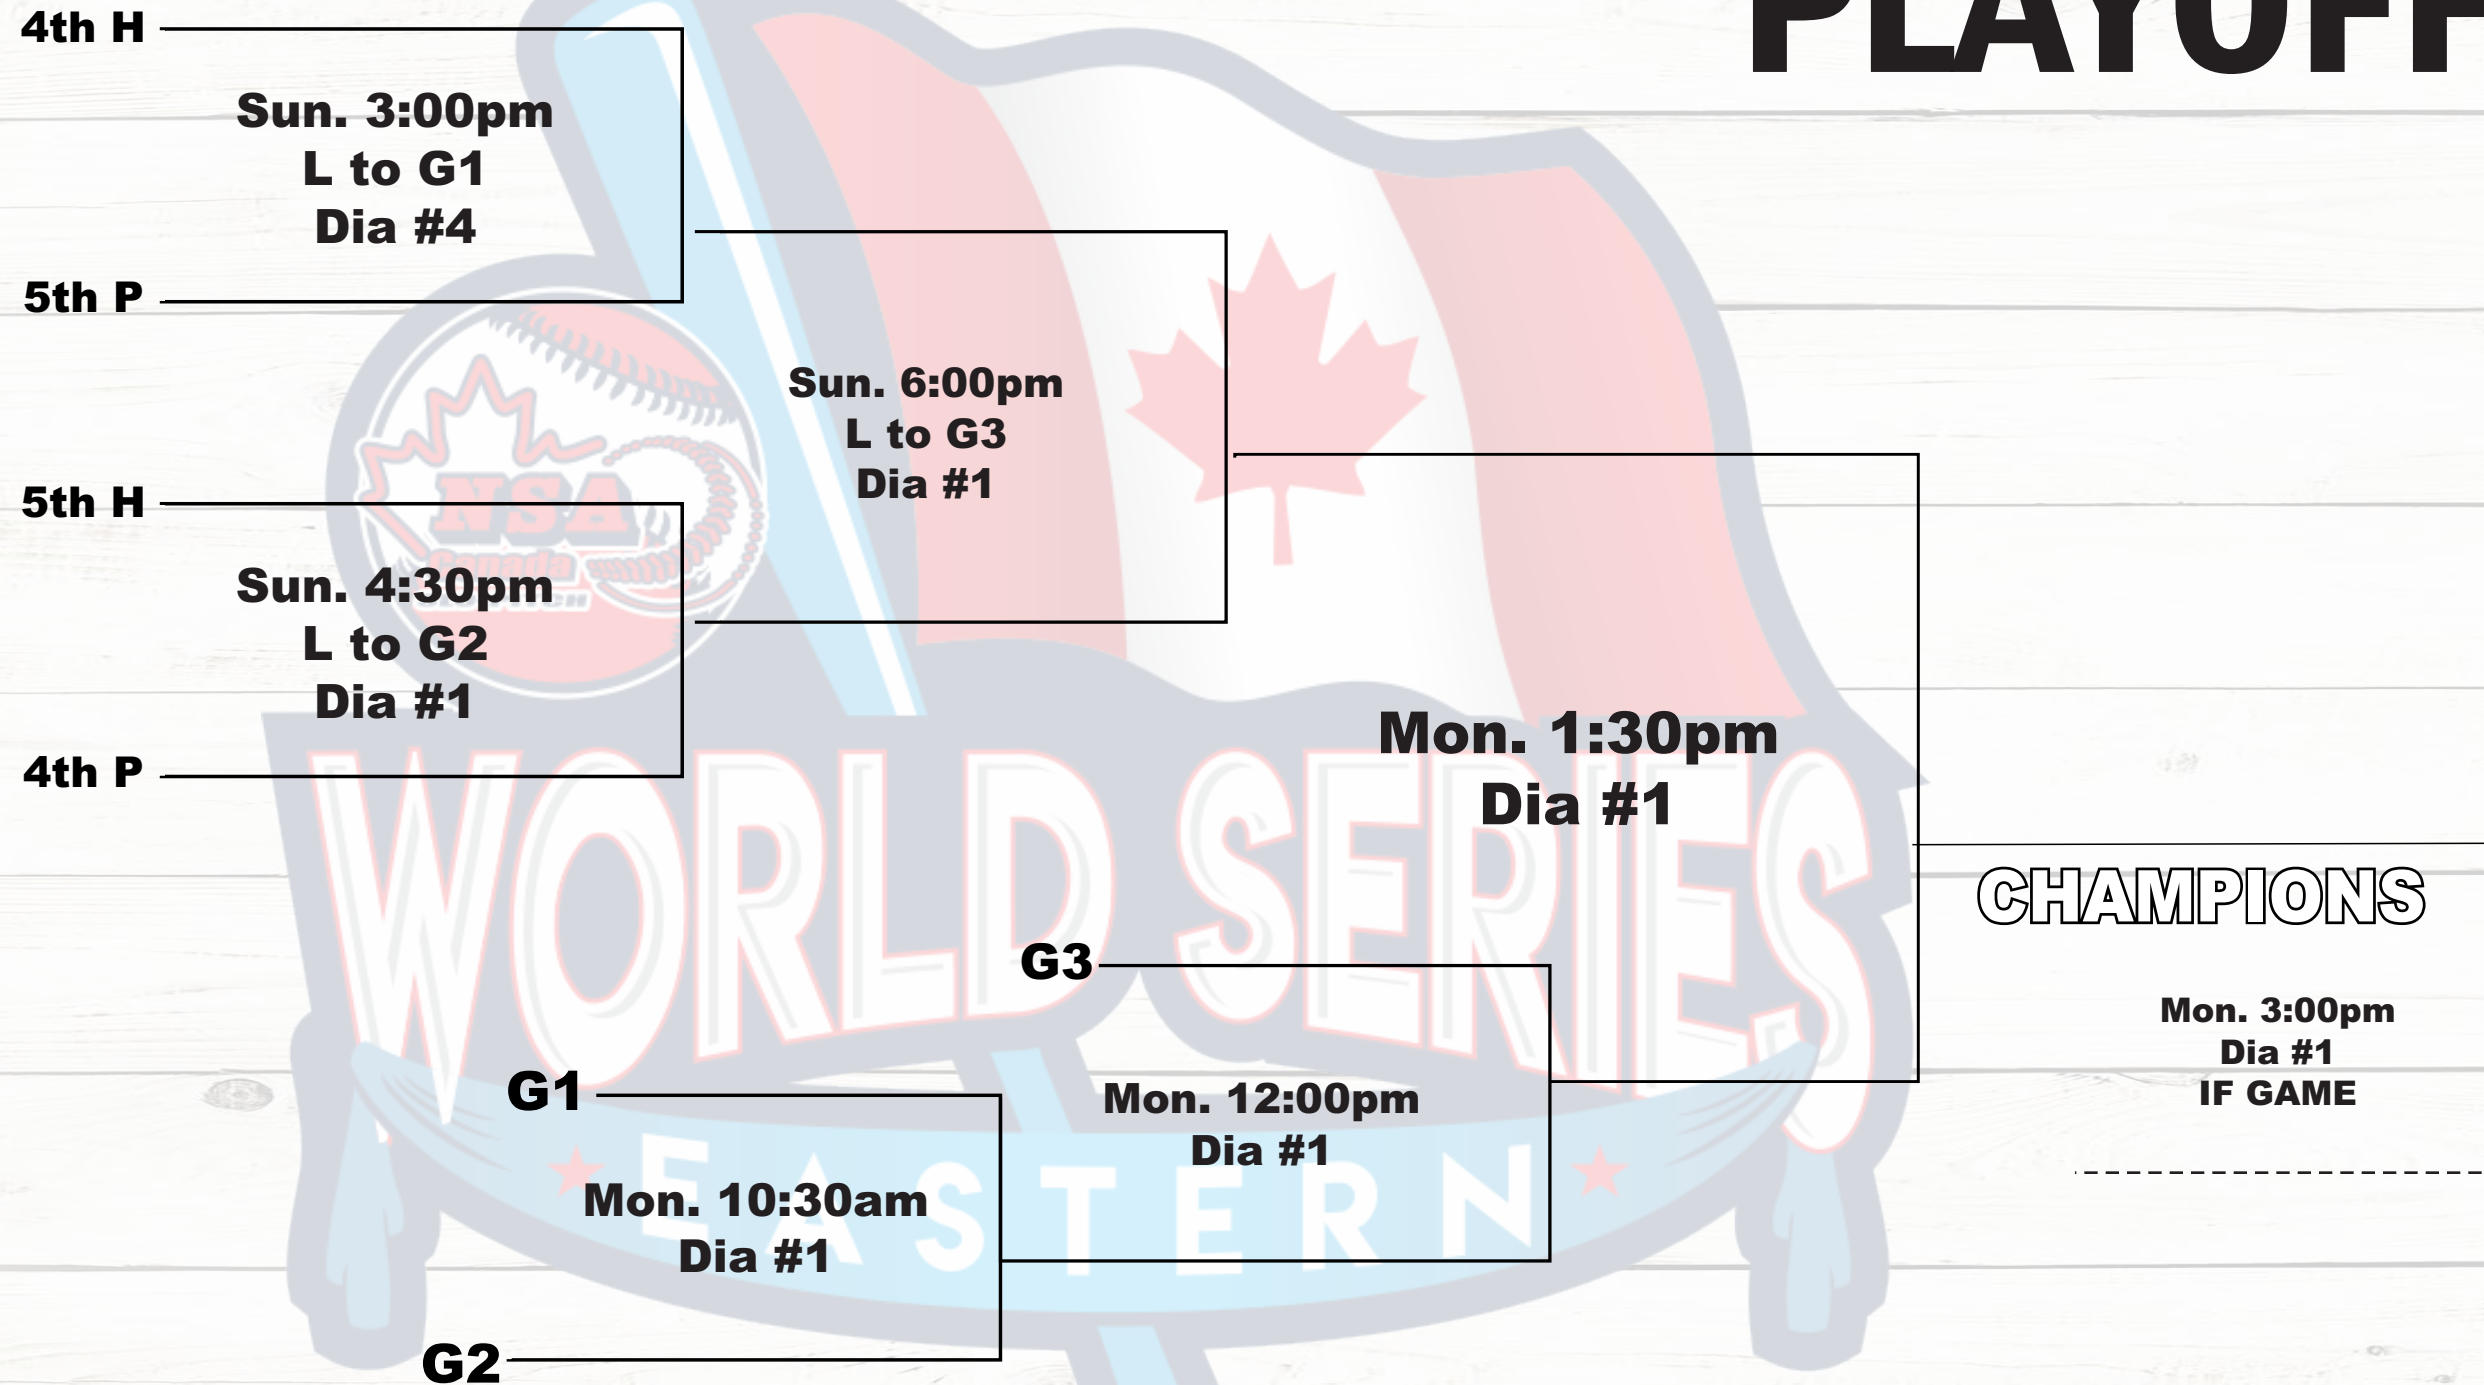 PLAYOFF
4th H
Sun. 3:00pm
L to G1
Dia #4
5th P
Sun. 6:00pm
L to G3
Dia #1
5th H
Sun. 4:30pm
L to G2
Dia #1
4th P
NSA
Canada
Mon. 1:30pm
Dia #1
WORLD SERIES
CHAMPIONS
G3
Mon. 3:00pm
Dia #1
IF GAME
G1
Mon. 12:00pm
Dia #1
EASTERN
Mon. 10:30am
Dia #1
G2